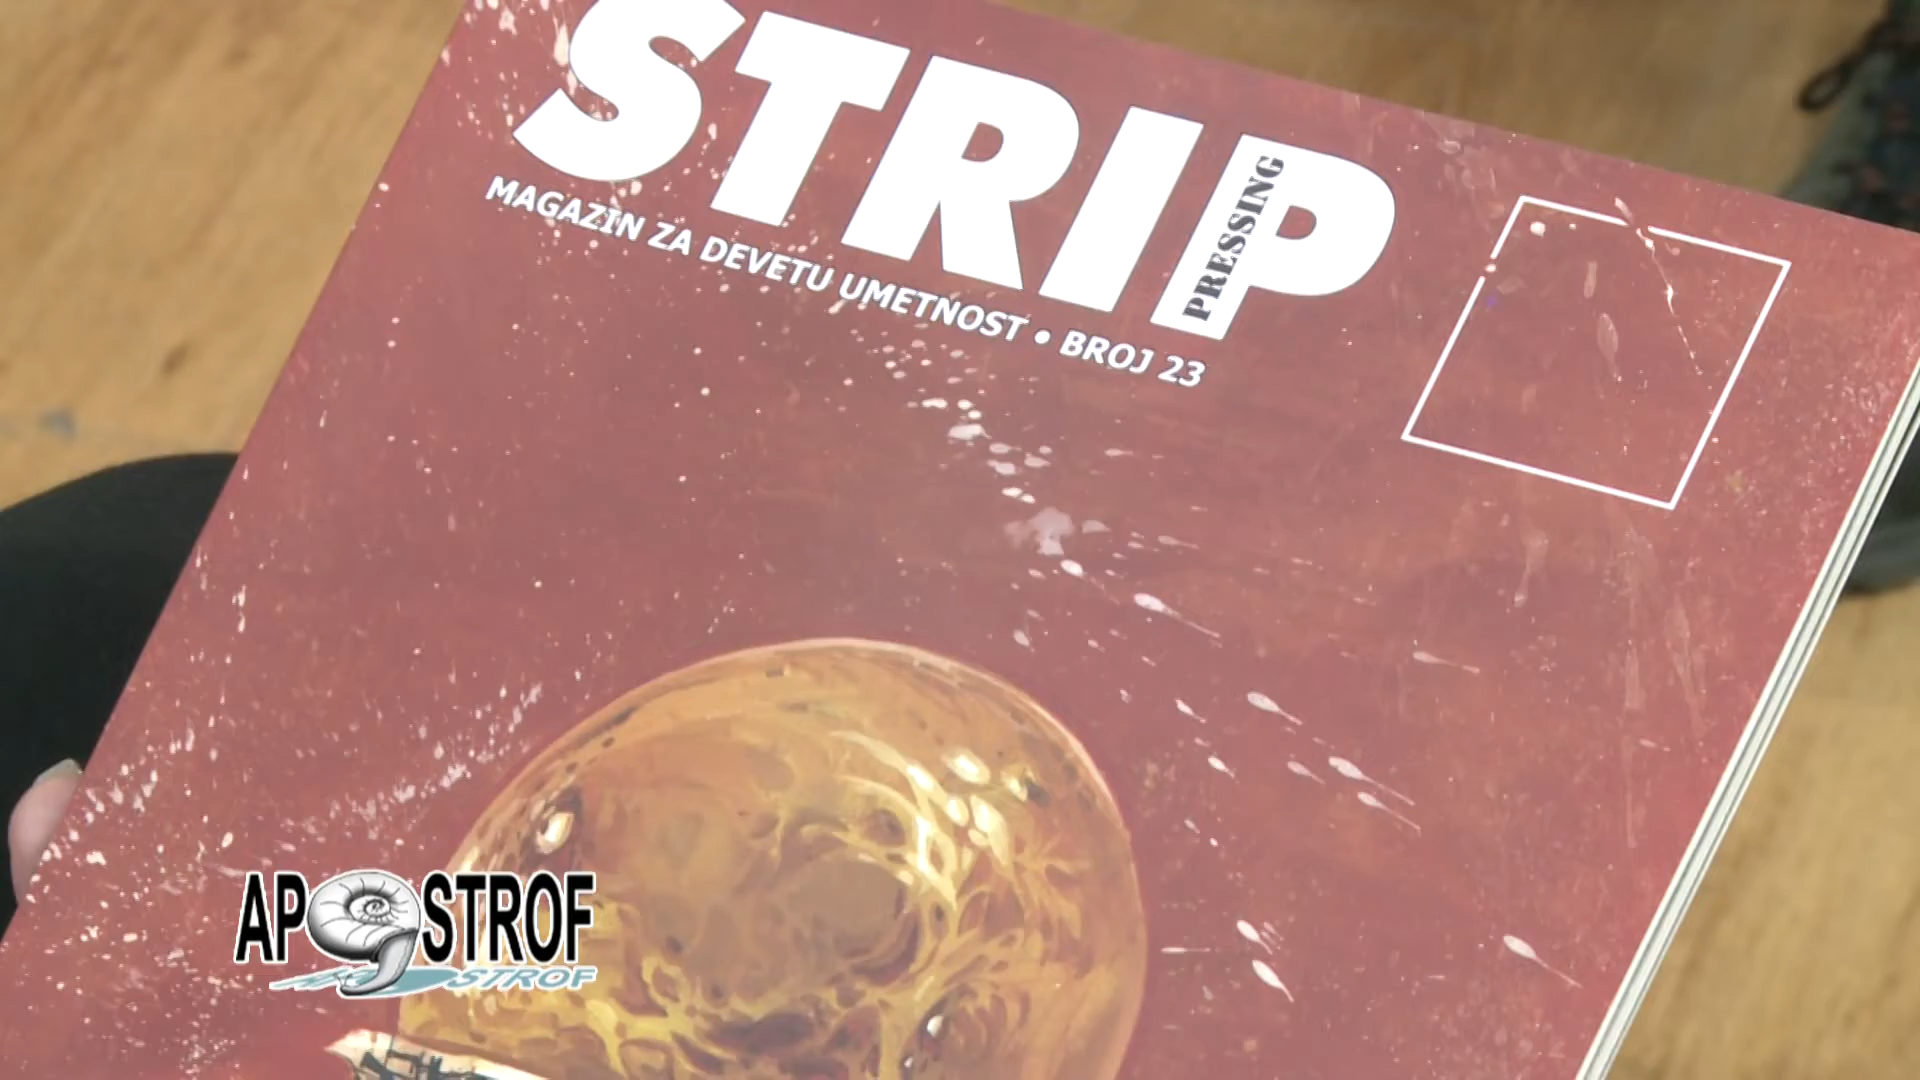 STRIP
PRESSING
MAGAZIN ZA DEVETU UMETNOST • BROJ 23
APOSTROF
STROF